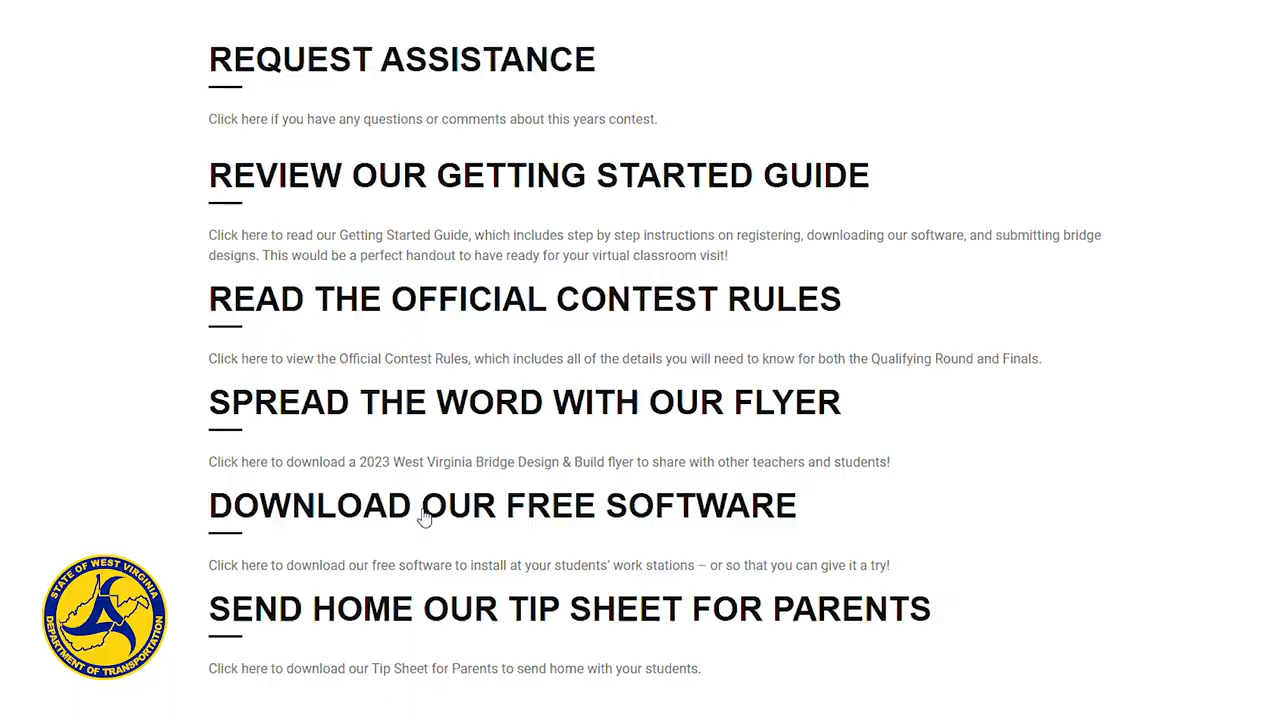 REQUEST ASSISTANCE
Click here if you have any questions or comments about this years contest.
REVIEW OUR GETTING STARTED GUIDE
Click here to read our Getting Started Guide, which includes step by step instructions on registering, downloading our software, and submitting bridge
designs. This would be a perfect handout to have ready for your virtual classroom visit!
READ THE OFFICIAL CONTEST RULES
Click here to view the Official Contest Rules, which includes all of the details you will need to know for both the Qualifying Round and Finals.
SPREAD THE WORD WITH OUR FLYER
Click here to download a 2023 West Virginia Bridge Design & Build flyer to share with other teachers and students!
DOWNLOAD OUR FREE SOFTWARE
Click here to download our free software to install at your students’ work stations – or so that you can give it a try!
SEND HOME OUR TIP SHEET FOR PARENTS
Click here to download our Tip Sheet for Parents to send home with your students.
STATE OF WEST VIRGINIA
DEPARTMENT OF TRANSPORTATION